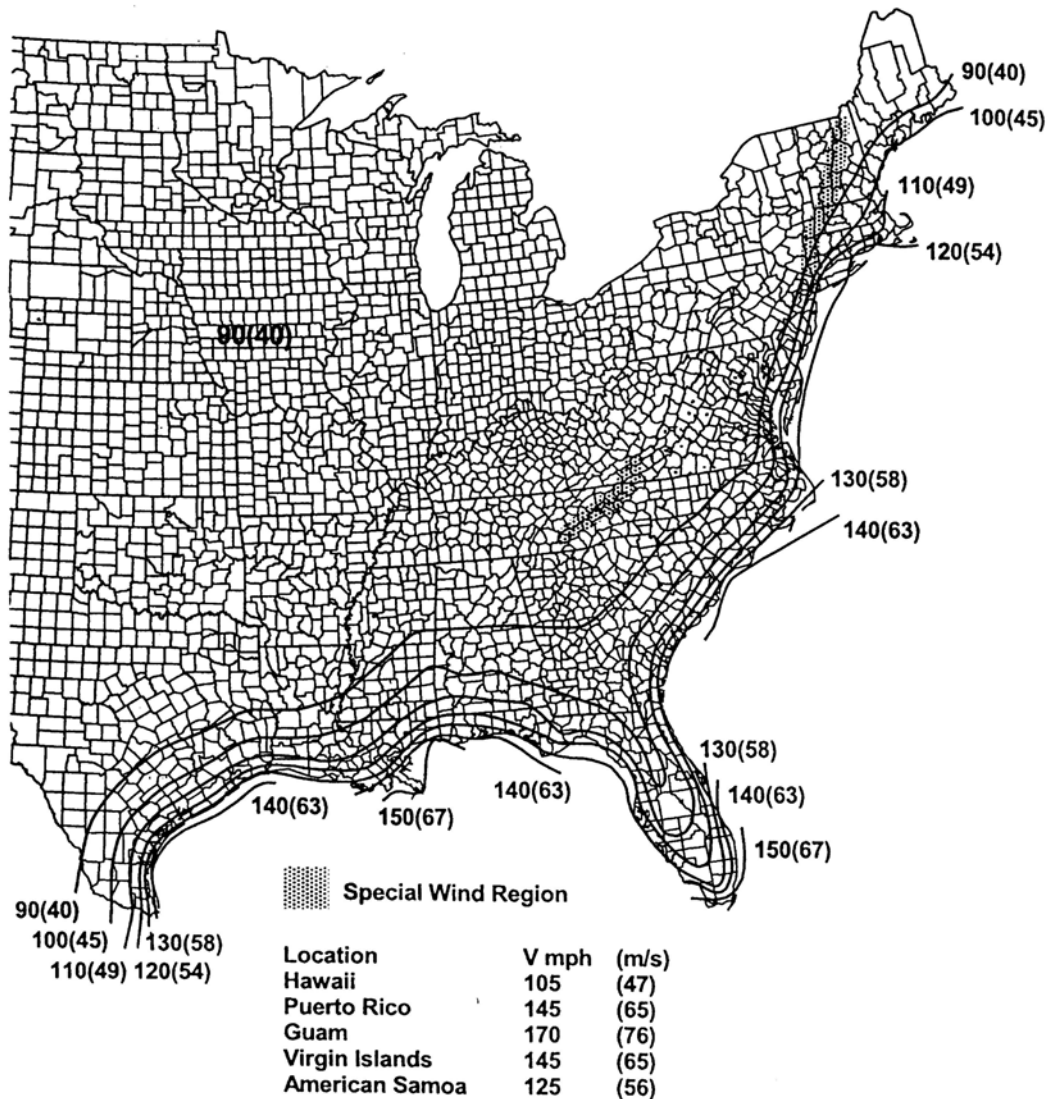 90(40)
100(45)
110(49)
120(54)
90(40)
130(58)
140(63)
130(58)
140(63)
140(63)
140(63)
150(67)
150(67)
Special Wind Region
90(40)
100(45)
130(58)
110(49)
120(54)
Location V mph (m/s)
Hawaii 105 (47)
Puerto Rico 145 (65)
Guam 170 (76)
Virgin Islands 145 (65)
American Samoa 125 (56)